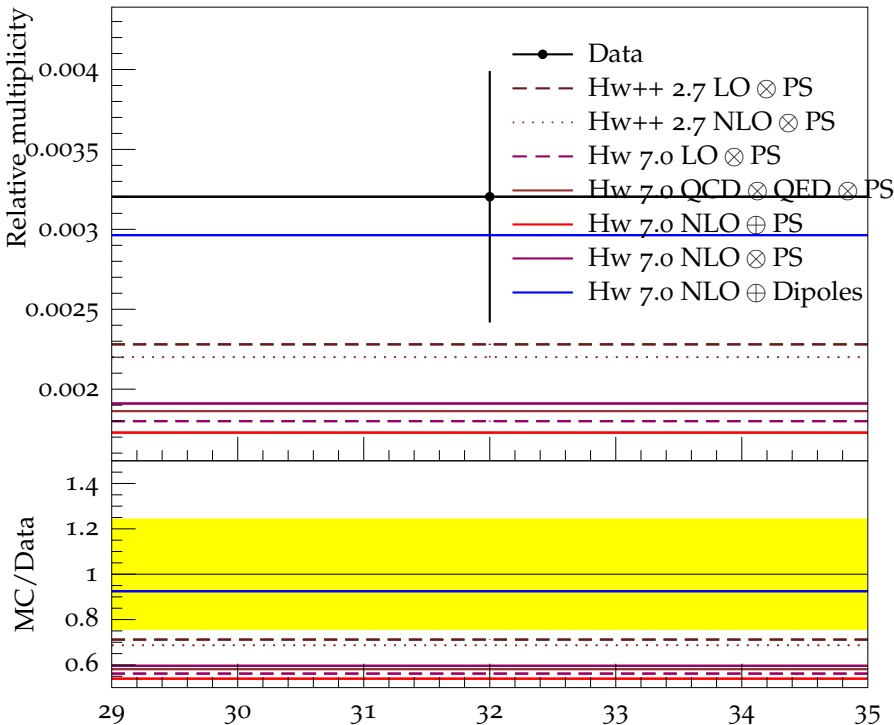 Relative multiplicity
0.004
0.0035
0.003
0.0025
0.002
Data
Hw++ 2.7 LO ⊗ PS
Hw++ 2.7 NLO ⊗ PS
Hw 7.0 LO ⊗ PS
Hw 7.0 QCD ⊗ QED ⊗ PS
Hw 7.0 NLO ⊕ PS
Hw 7.0 NLO ⊗ PS
Hw 7.0 NLO ⊕ Dipoles
MC/Data
1.4
1.2
1
0.8
0.6
29 30 31 32 33 34 35